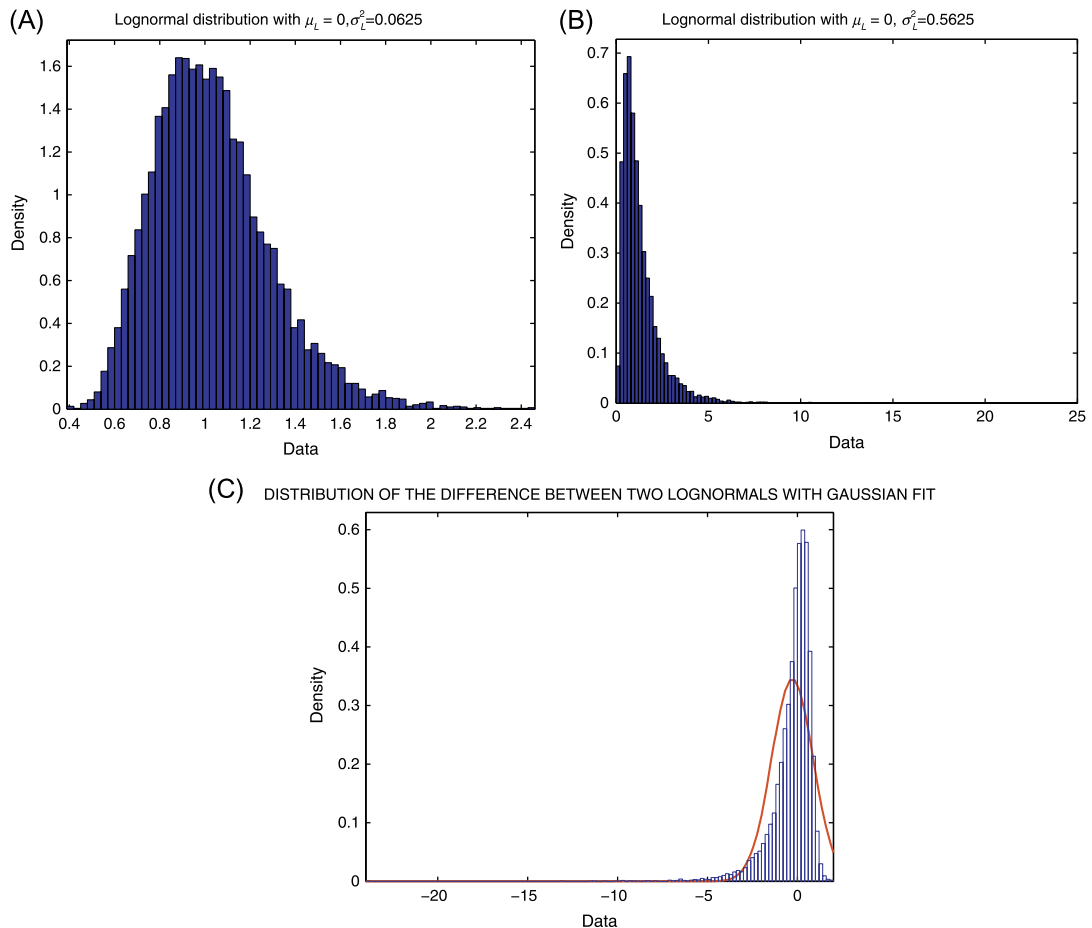 (A)
Lognormal distribution with μL = 0,σ²L=0.0625
1.6
1.4
1.2
1
0.8
0.6
0.4
0.2
0
Density
0.4 0.6 0.8 1 1.2 1.4 1.6 1.8 2 2.2 2.4
Data
(B)
Lognormal distribution with μL = 0, σ²L=0.5625
0.7
0.6
0.5
0.4
0.3
0.2
0.1
0
Density
0 5 10 15 20 25
Data
(C)
DISTRIBUTION OF THE DIFFERENCE BETWEEN TWO LOGNORMALS WITH GAUSSIAN FIT
0.6
0.5
0.4
0.3
0.2
0.1
0
Density
−20 −15 −10 −5 0
Data